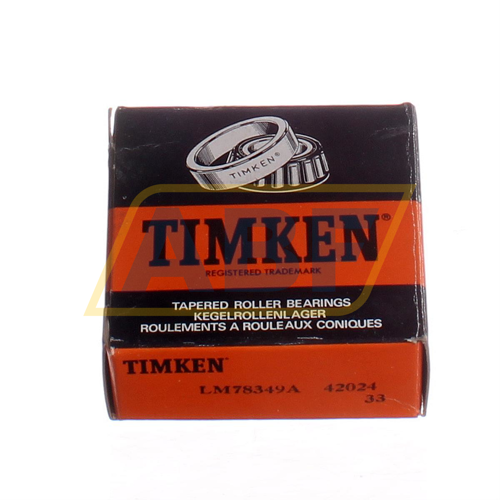 TIMKEN®
TIMKEN®
REGISTERED TRADEMARK
TAPERED ROLLER BEARINGS
KEGELROLLENLAGER
ROULEMENTS A ROULEAUX CONIQUES
TIMKEN
LM78349A 42024
33